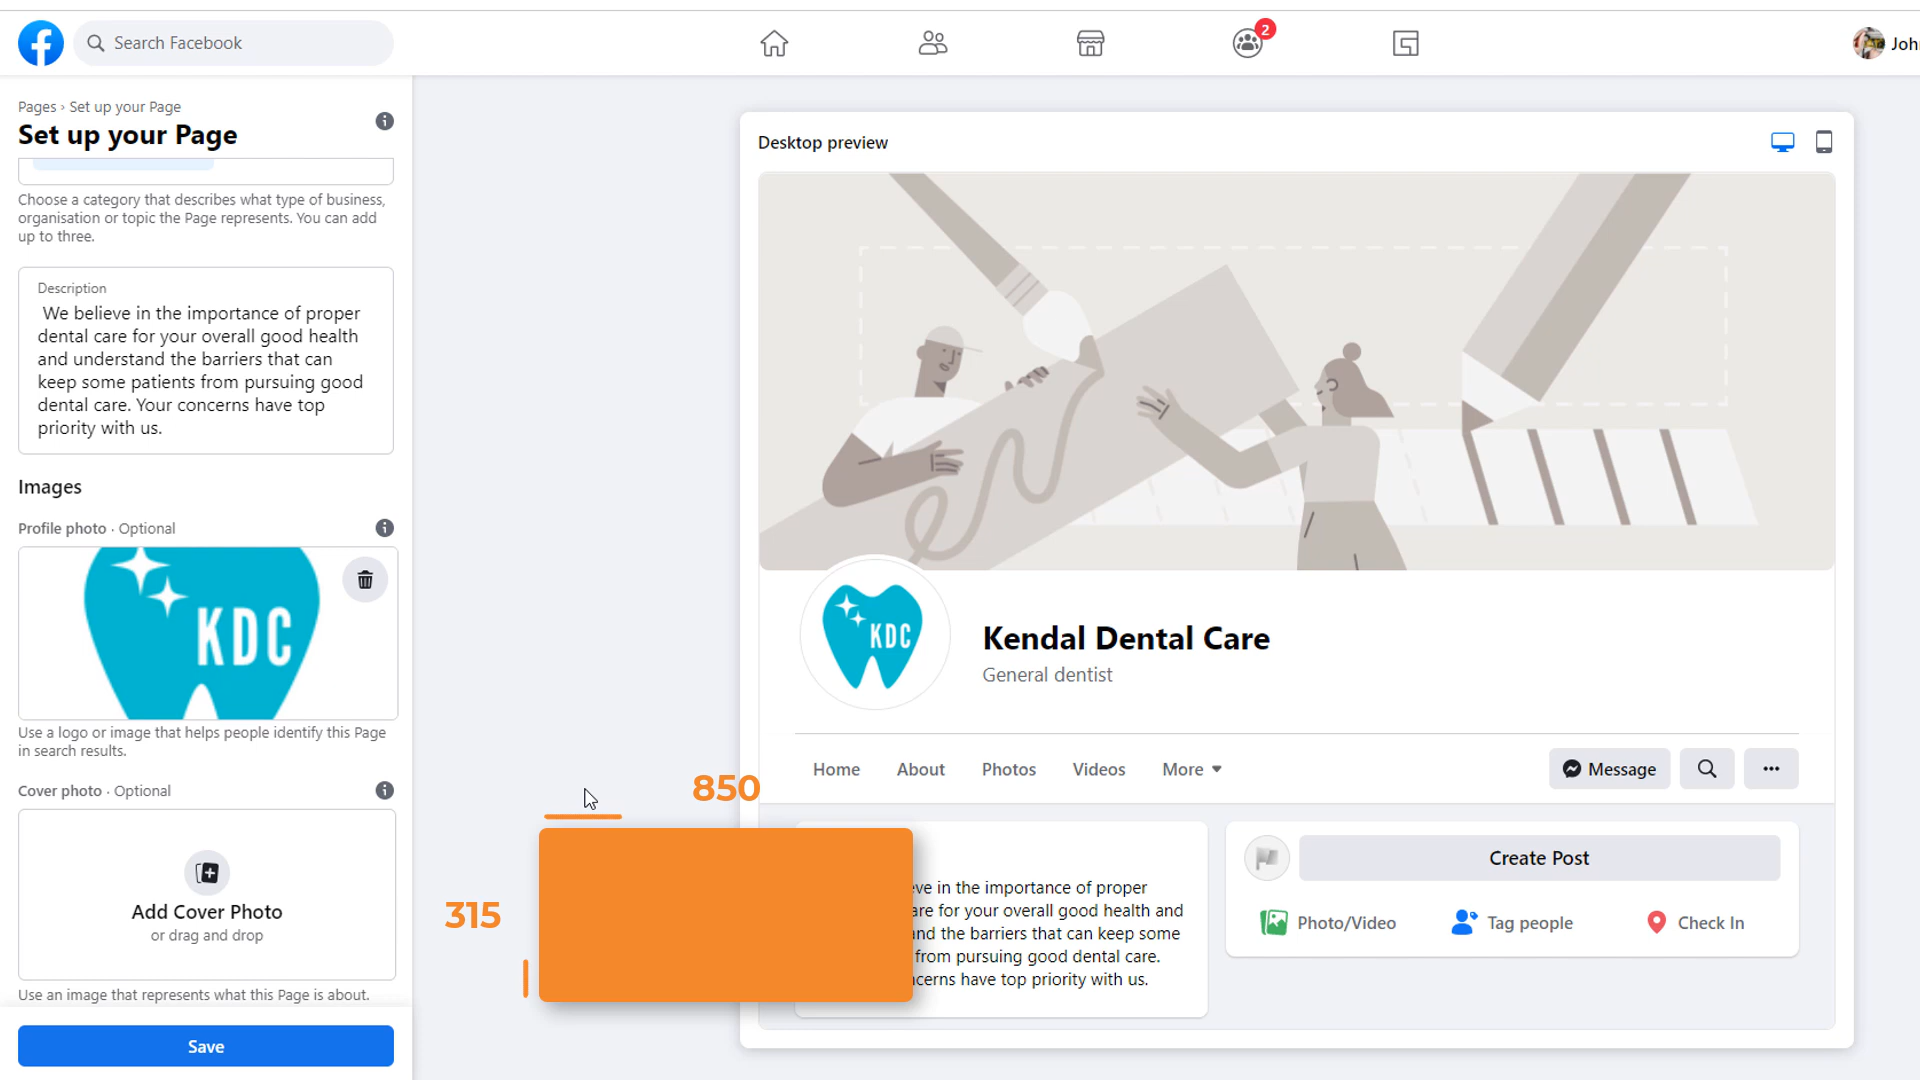 Search Facebook
2
Joh
Pages › Set up your Page
Set up your Page
Choose a category that describes what type of business,
organisation or topic the Page represents. You can add
up to three.
Description
We believe in the importance of proper
dental care for your overall good health
and understand the barriers that can
keep some patients from pursuing good
dental care. Your concerns have top
priority with us.
Images
Profile photo · Optional
KDC
Use a logo or image that helps people identify this Page
in search results.
Cover photo · Optional
Add Cover Photo
or drag and drop
Use an image that represents what this Page is about.
Save
850
315
Desktop preview
KDC
Kendal Dental Care
General dentist
Home About Photos Videos More
Message
ve in the importance of proper
are for your overall good health and
nd the barriers that can keep some
from pursuing good dental care.
cerns have top priority with us.
Create Post
Photo/Video Tag people Check In